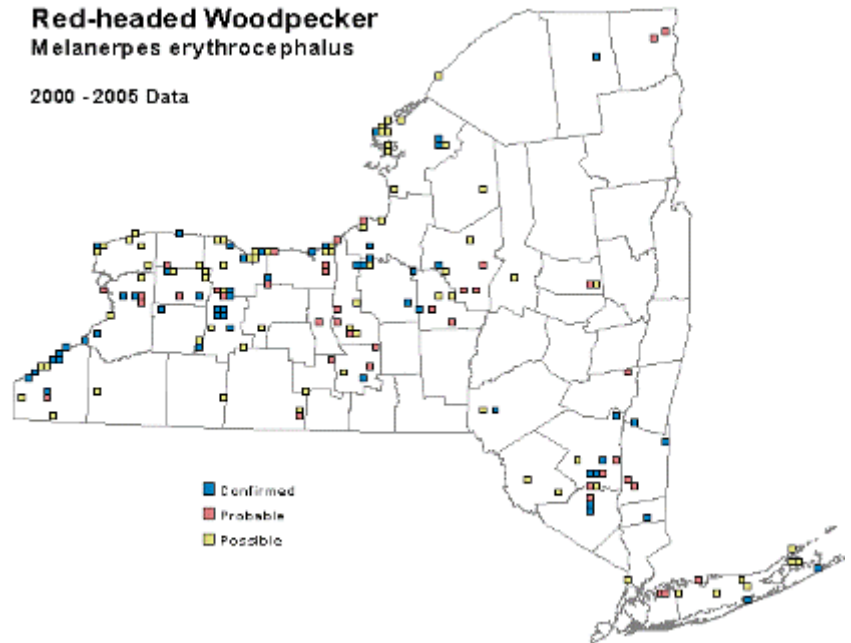 Red-headed Woodpecker
Melanerpes erythrocephalus
2000 - 2005 Data
Confirmed
Probable
Possible